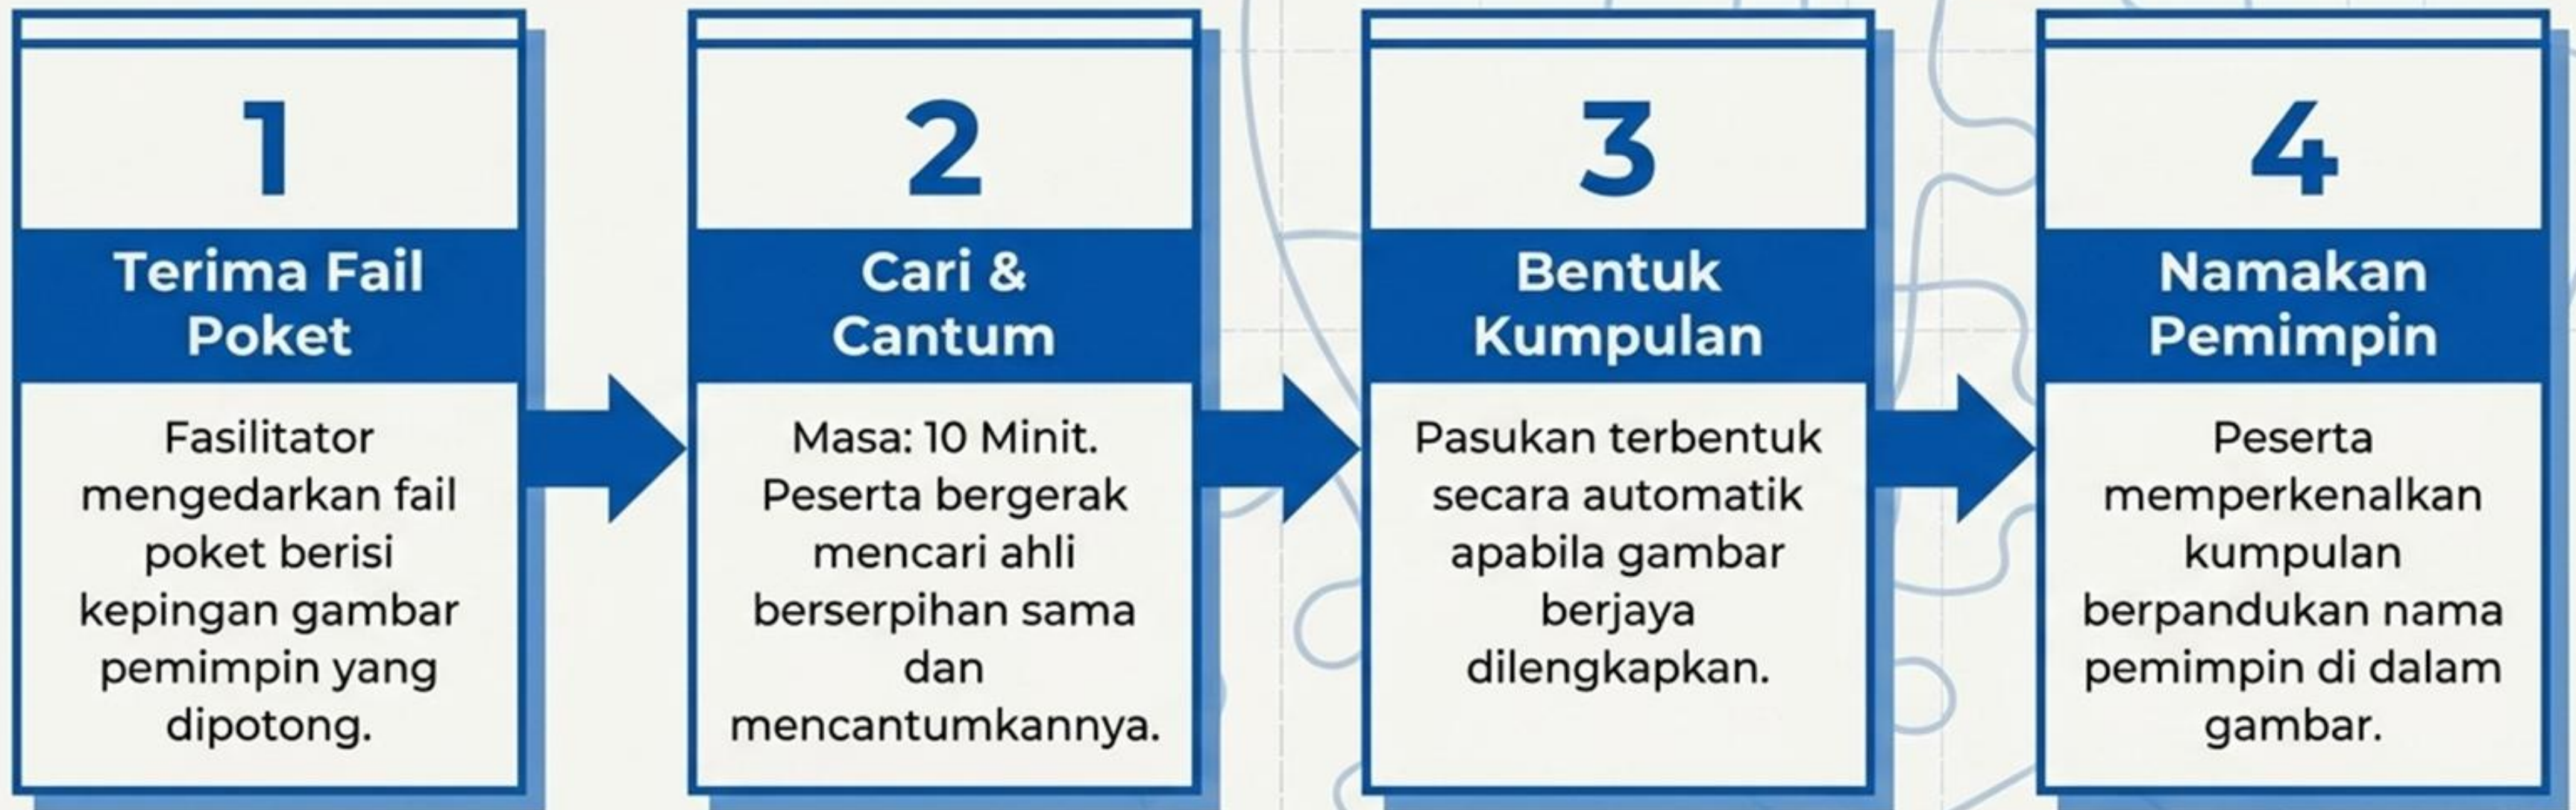 1
Terima Fail
Poket
Fasilitator
mengedarkan fail
poket berisi
kepingan gambar
pemimpin yang
dipotong.
2
Cari &
Cantum
Masa: 10 Minit.
Peserta bergerak
mencari ahli
berserpihan sama
dan
mencantumkannya.
3
Bentuk
Kumpulan
Pasukan terbentuk
secara automatik
apabila gambar
berjaya
dilengkapkan.
4
Namakan
Pemimpin
Peserta
memperkenalkan
kumpulan
berpandukan nama
pemimpin di dalam
gambar.